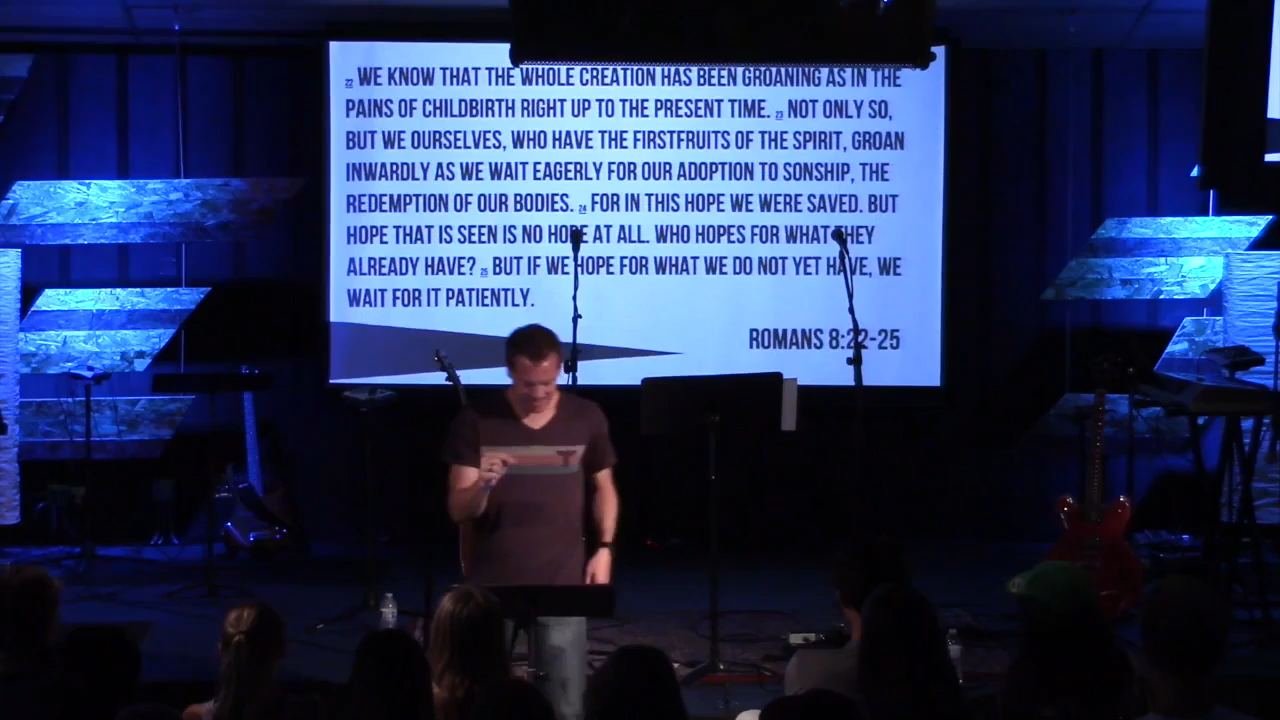 22 WE KNOW THAT THE WHOLE CREATION HAS BEEN GROANING AS IN THE
PAINS OF CHILDBIRTH RIGHT UP TO THE PRESENT TIME. 23 NOT ONLY SO,
BUT WE OURSELVES, WHO HAVE THE FIRSTFRUITS OF THE SPIRIT, GROAN
INWARDLY AS WE WAIT EAGERLY FOR OUR ADOPTION TO SONSHIP, THE
REDEMPTION OF OUR BODIES. 24 FOR IN THIS HOPE WE WERE SAVED. BUT
HOPE THAT IS SEEN IS NO HOPE AT ALL. WHO HOPES FOR WHAT THEY
ALREADY HAVE? 25 BUT IF WE HOPE FOR WHAT WE DO NOT YET HAVE, WE
WAIT FOR IT PATIENTLY.
ROMANS 8:22-25